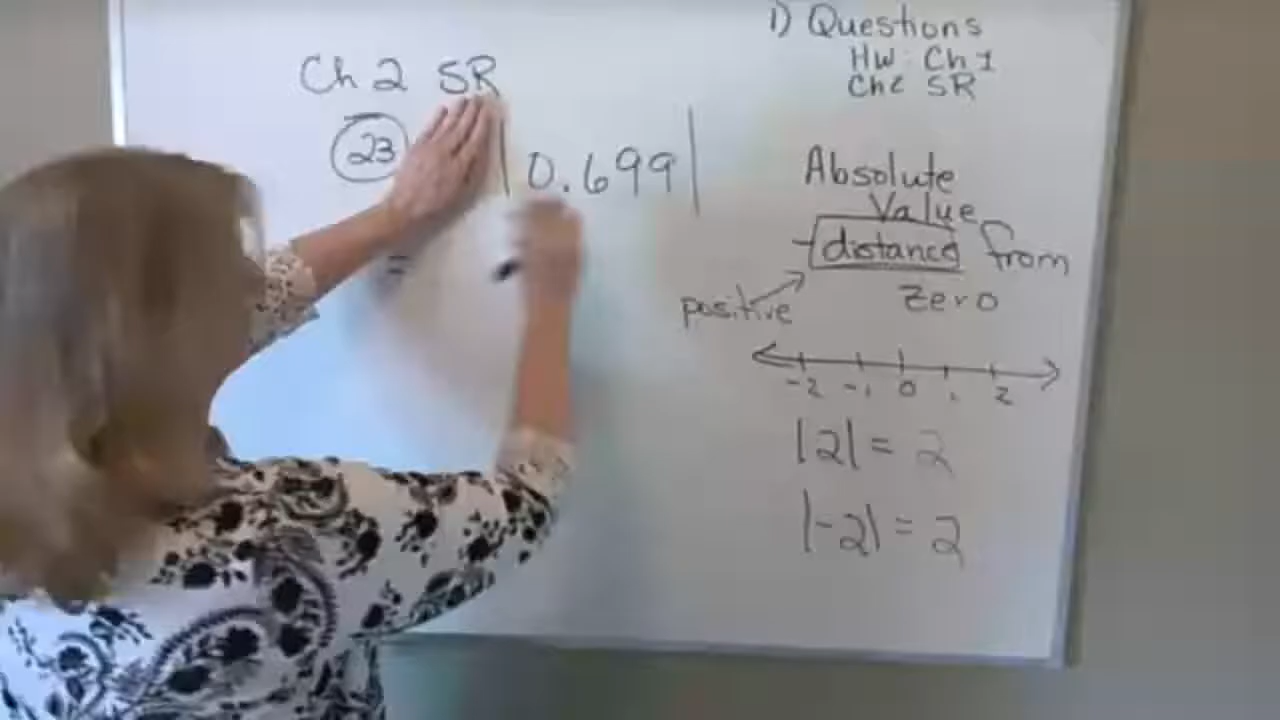 Ch 2 SR
23 |0.699|
=
1) Questions
HW: Ch 1
Ch2 SR
Absolute
Value
- distance from
zero
positive
-2 -1 0 1 2
|2| = 2
|-2| = 2